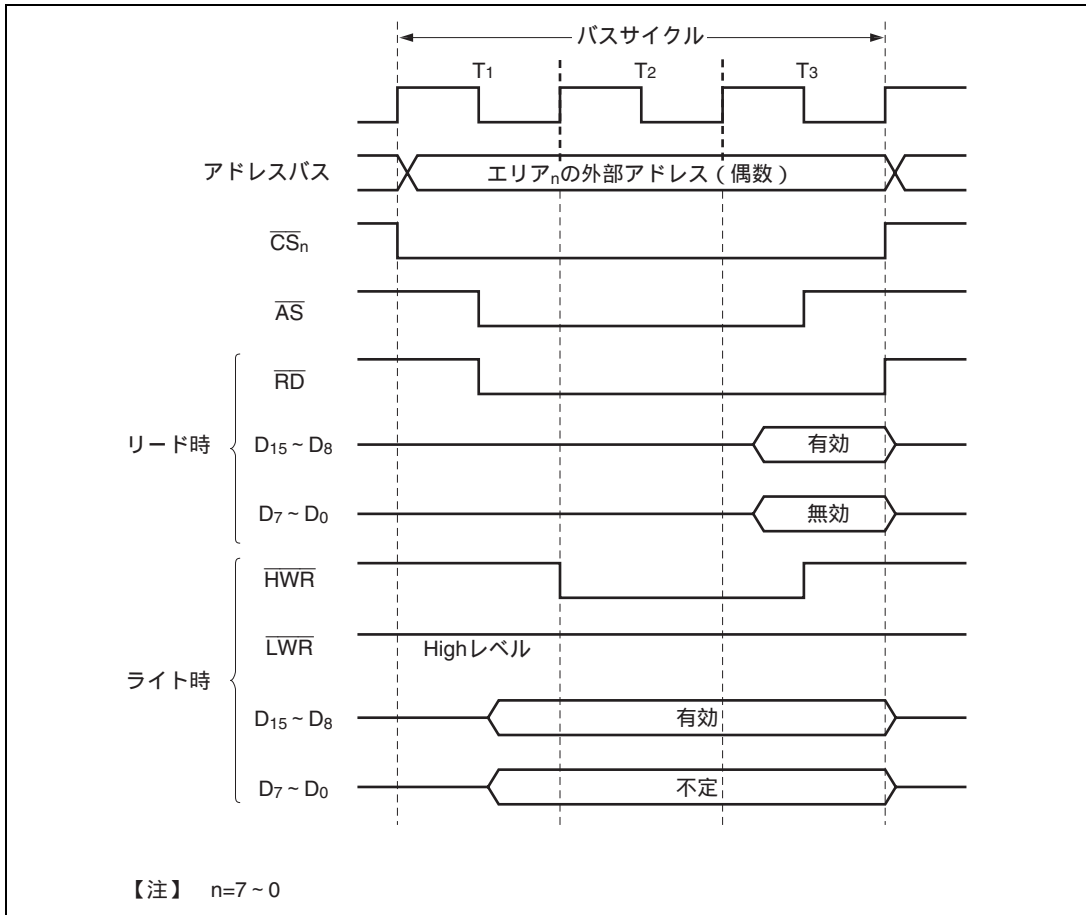 バスサイクル
T1 T2 T3
アドレスバス エリアnの外部アドレス(偶数)
CSn
AS
RD
リード時 D15~D8 有効
D7~D0 無効
HWR
LWR Highレベル
ライト時
D15~D8 有効
D7~D0 不定
【注】 n=7~0